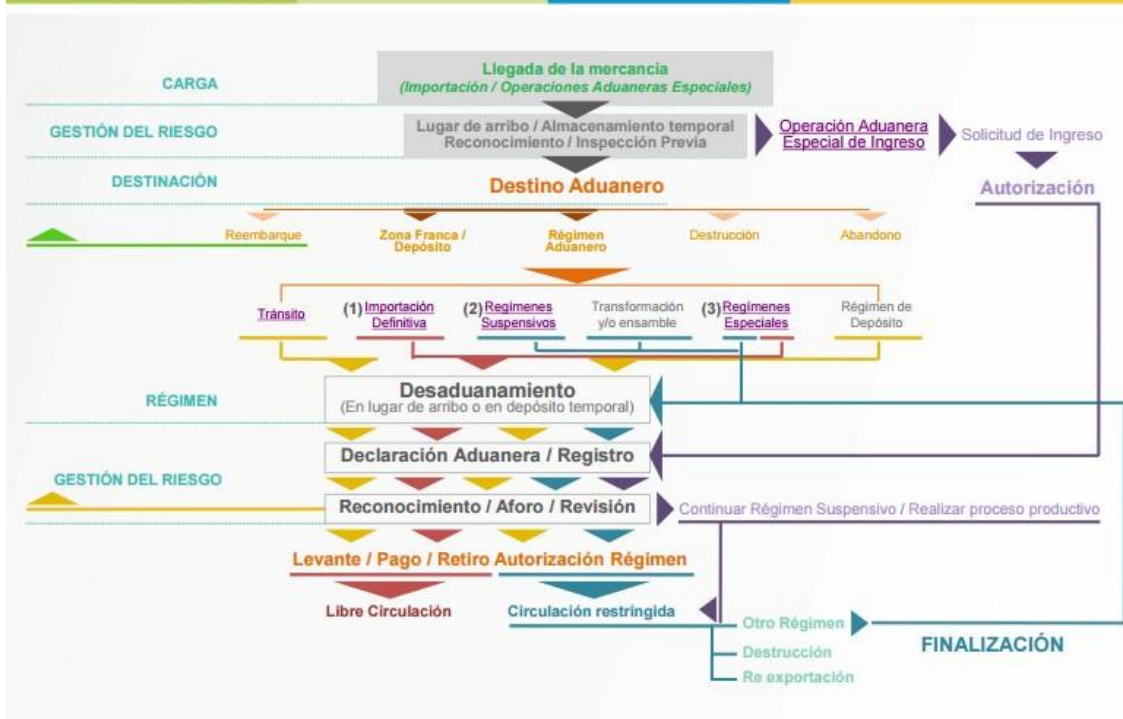 CARGA
Llegada de la mercancia
(Importación / Operaciones Aduaneras Especiales)
GESTIÓN DEL RIESGO
Lugar de arribo / Almacenamiento temporal
Reconocimiento / Inspección Previa
Operación Aduanera
Especial de Ingreso
Solicitud de Ingreso
DESTINACIÓN
Destino Aduanero
Autorización
Reembarque
Zona Franca /
Depósito
Régimen
Aduanero
Destrucción
Abandono
Tránsito
(1) Importación
Definitiva
(2) Regimenes
Suspensivos
Transformación
y/o ensamble
(3) Regimenes
Especiales
Régimen de
Depósito
RÉGIMEN
Desaduanamiento
(En lugar de arribo o en depósito temporal)
Declaración Aduanera / Registro
GESTIÓN DEL RIESGO
Reconocimiento / Aforo / Revisión
Continuar Régimen Suspensivo / Realizar proceso productivo
Levante / Pago / Retiro Autorización Régimen
Libre Circulación
Circulación restringida
Otro Régimen
FINALIZACIÓN
Destrucción
Re exportación